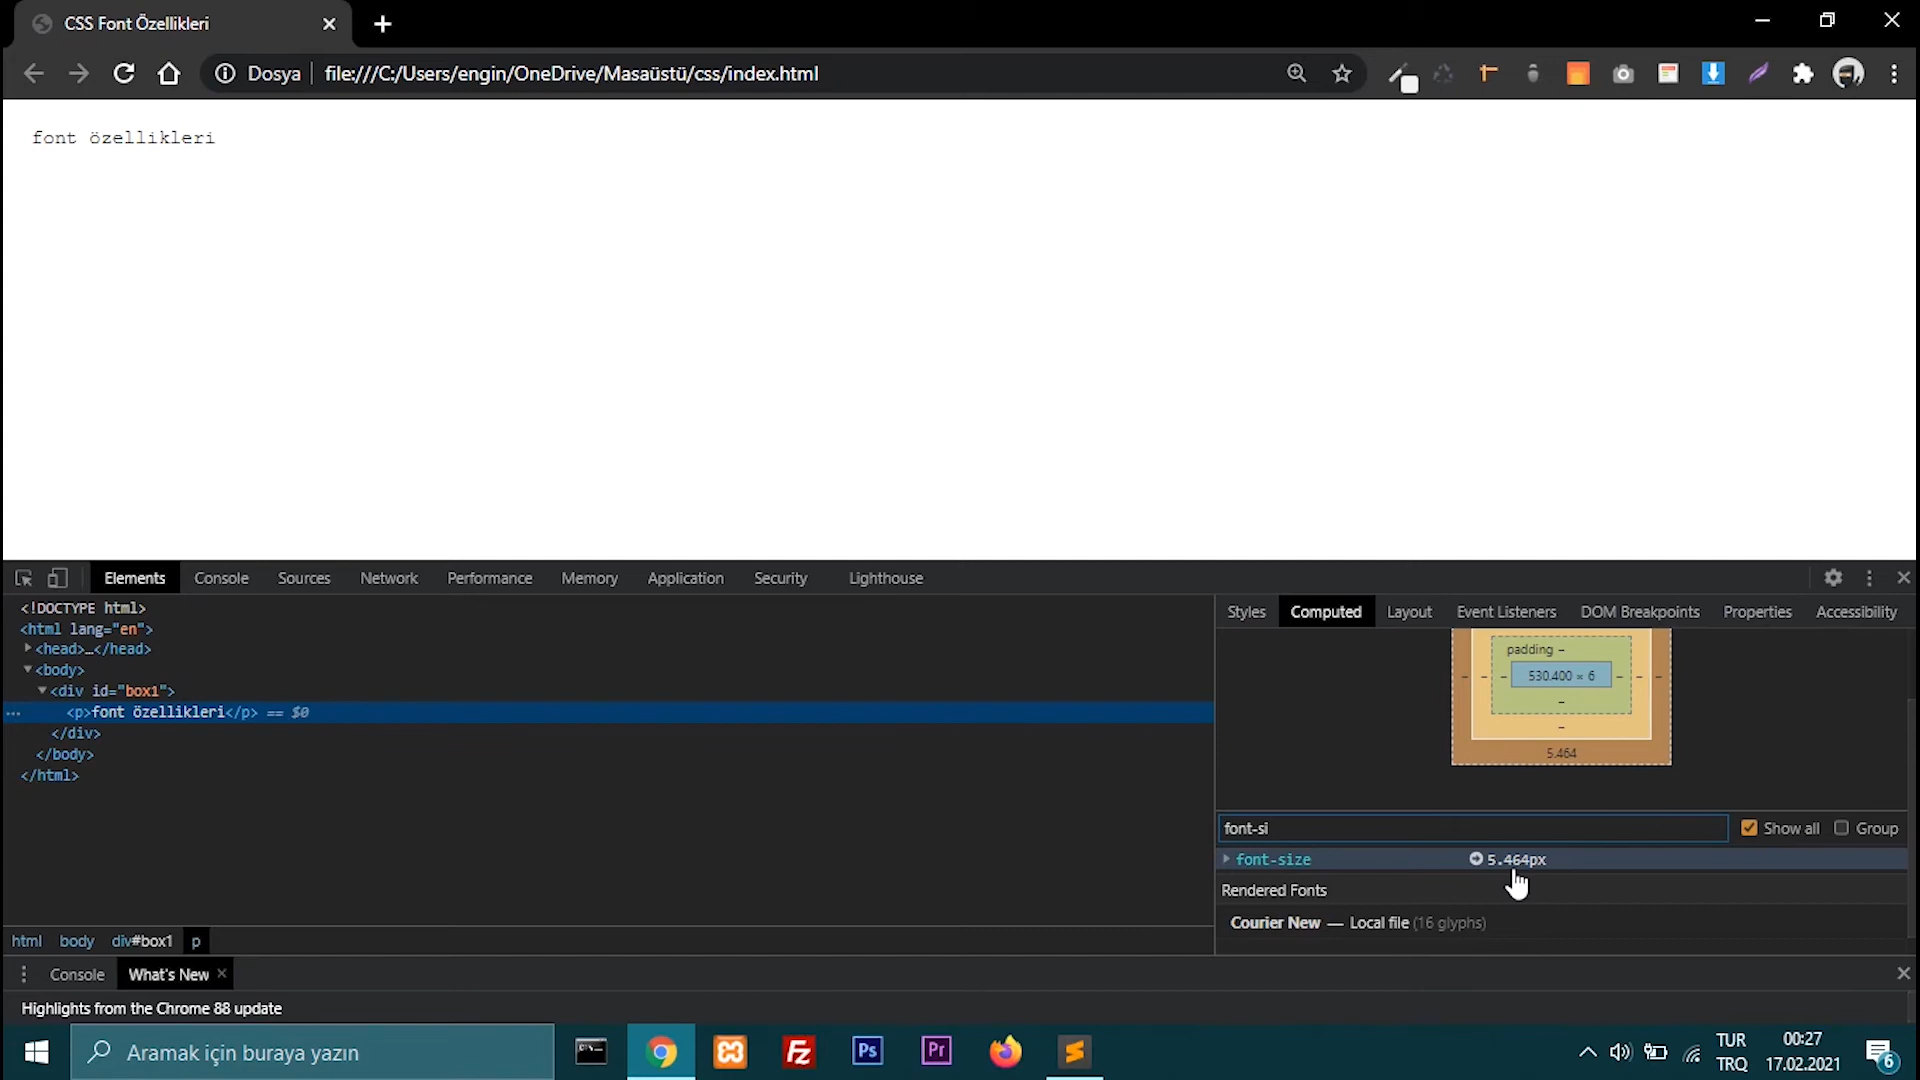 CSS Font Özellikleri
Dosya file:///C:/Users/engin/OneDrive/Masaüstü/css/index.html
font özellikleri
Elements Console Sources Network Performance Memory Application Security Lighthouse
<!DOCTYPE html>
<html lang="en">
<head>…</head>
<body>
<div id="box1">
<p>font özellikleri</p> == $0
</div>
</body>
</html>
html body div#box1 p
Styles Computed Layout Event Listeners DOM Breakpoints Properties Accessibility
padding –
530.400 × 6
–
–
5.464
font-si Show all Group
font-size 5.464px
Rendered Fonts
Courier New — Local file (16 glyphs)
Console What's New
Highlights from the Chrome 88 update
Aramak için buraya yazın
Ps Pr
TUR 00:27
TRQ 17.02.2021
6